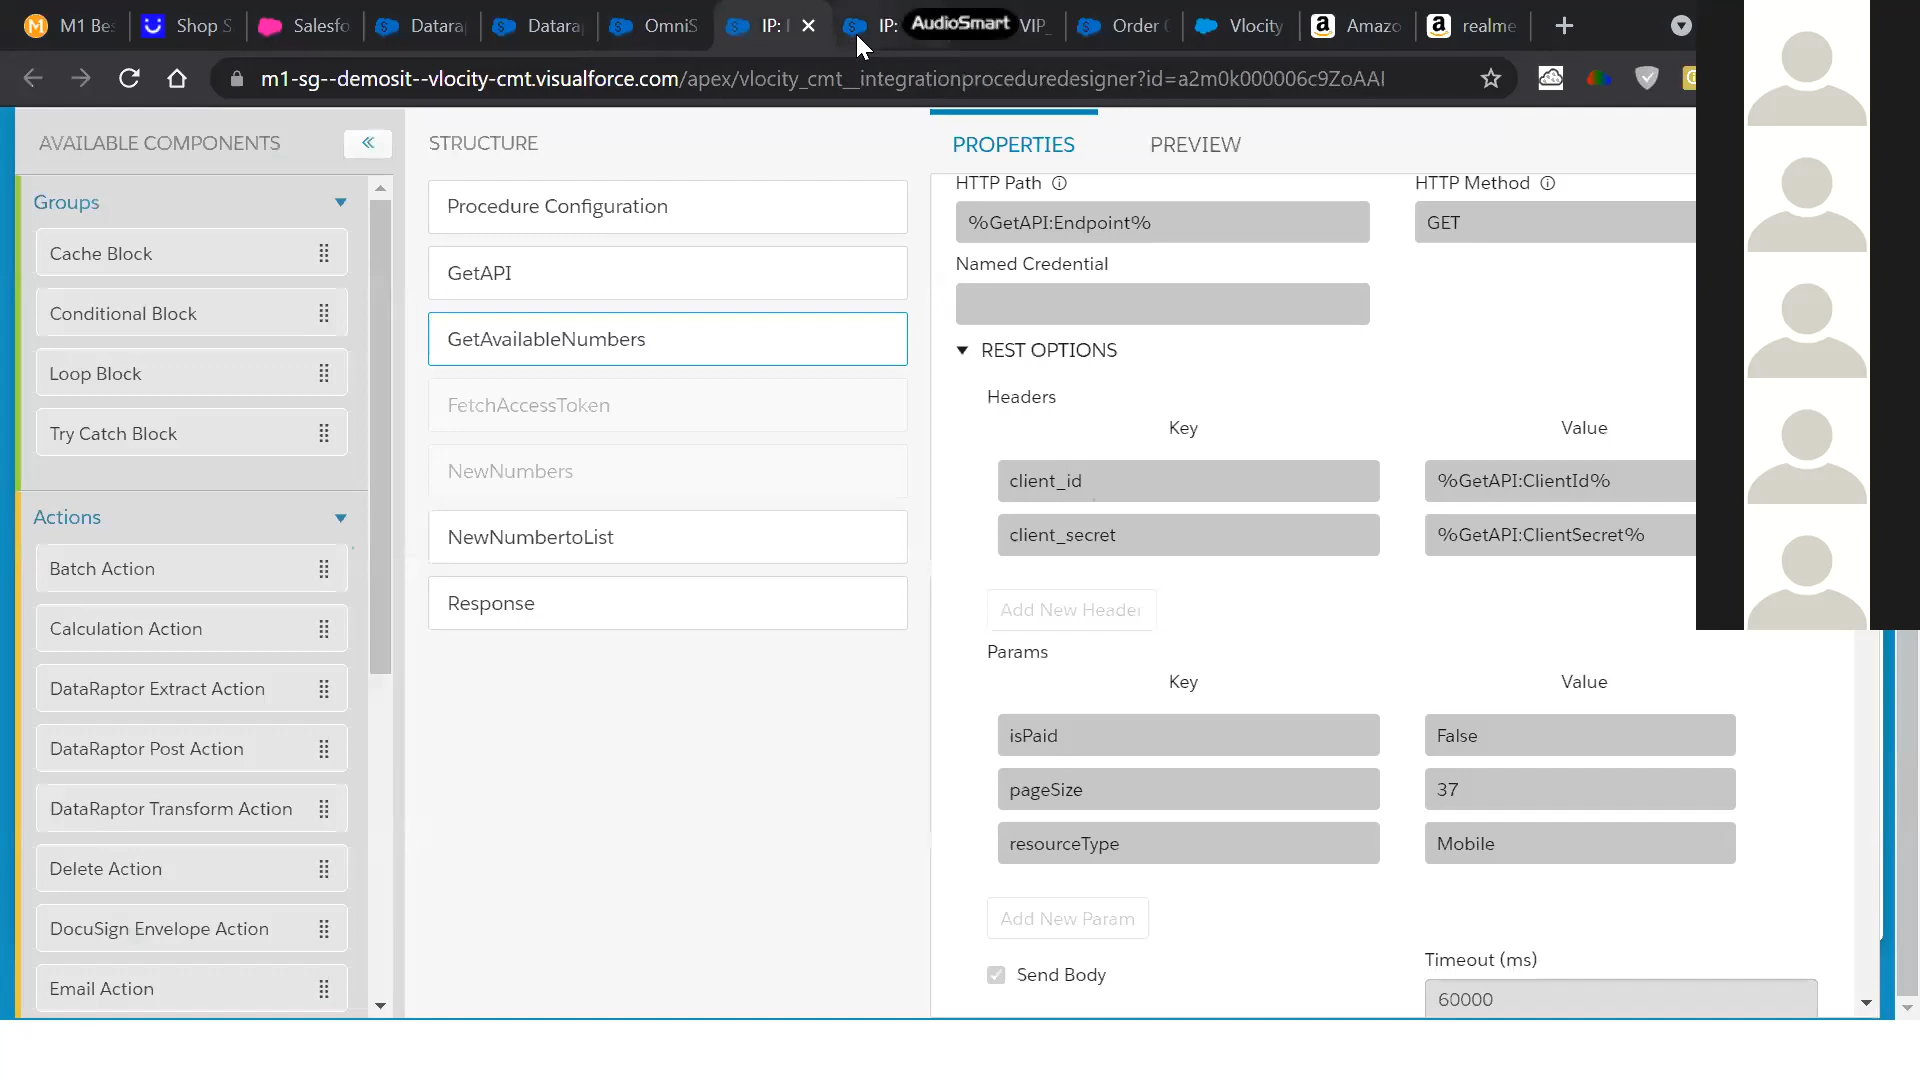 M1 Bes
Shop S
Salesfo
Datara
Datara
OmniS
IP: I
IP:
AudioSmart
VIP_
Order
Vlocity
Amazo
realme
m1-sg--demosit--vlocity-cmt.visualforce.com/apex/vlocity_cmt__integrationproceduredesigner?id=a2m0k000006c9ZoAAI
AVAILABLE COMPONENTS
Groups
Cache Block
Conditional Block
Loop Block
Try Catch Block
Actions
Batch Action
Calculation Action
DataRaptor Extract Action
DataRaptor Post Action
DataRaptor Transform Action
Delete Action
DocuSign Envelope Action
Email Action
STRUCTURE
Procedure Configuration
GetAPI
GetAvailableNumbers
FetchAccessToken
NewNumbers
NewNumbertoList
Response
PROPERTIES
PREVIEW
HTTP Path
HTTP Method
%GetAPI:Endpoint%
GET
Named Credential
REST OPTIONS
Headers
Key
Value
client_id
%GetAPI:ClientId%
client_secret
%GetAPI:ClientSecret%
Add New Header
Params
Key
Value
isPaid
False
pageSize
37
resourceType
Mobile
Add New Param
Send Body
Timeout (ms)
60000